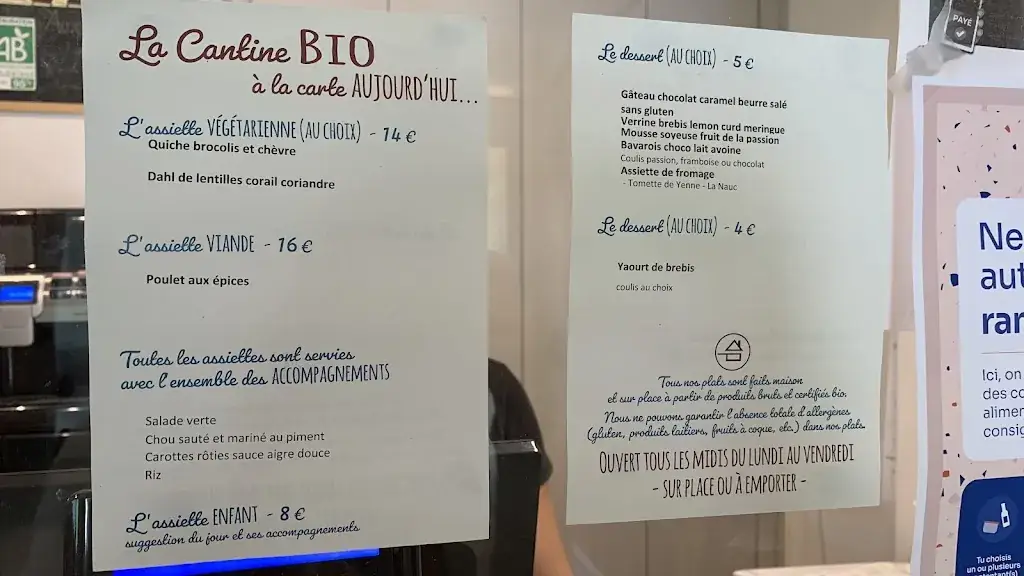 AB
La Cantine BIO
à la carte AUJOURD'HUI...
L'assiette VÉGÉTARIENNE (AU CHOIX) - 14 €
Quiche brocolis et chèvre
Dahl de lentilles corail coriandre
L'assiette VIANDE - 16 €
Poulet aux épices
Toutes les assiettes sont servies
avec l'ensemble des ACCOMPAGNEMENTS
Salade verte
Chou sauté et mariné au piment
Carottes rôties sauce aigre douce
Riz
L'assiette ENFANT - 8 €
suggestion du jour et ses accompagnements
Le dessert (AU CHOIX) - 5 €
Gâteau chocolat caramel beurre salé
sans gluten
Verrine brebis lemon curd meringue
Mousse soyeuse fruit de la passion
Bavarois choco lait avoine
Coulis passion, framboise ou chocolat
Assiette de fromage
- Tomette de Yenne - La Nauc
Le dessert (AU CHOIX) - 4 €
Yaourt de brebis
coulis au choix
Tous nos plats sont faits maison
et sur place à partir de produits bruts et certifiés bio.
Nous ne pouvons garantir l'absence totale d'allergènes
(gluten, produits laitiers, fruits à coque, etc.) dans nos plats.
OUVERT TOUS LES MIDIS DU LUNDI AU VENDREDI
- SUR PLACE OU À EMPORTER -
PAYÉ
Ne
aut
rar
Ici, on
des co
alimen
consig
Tu choisis
un ou plusieurs